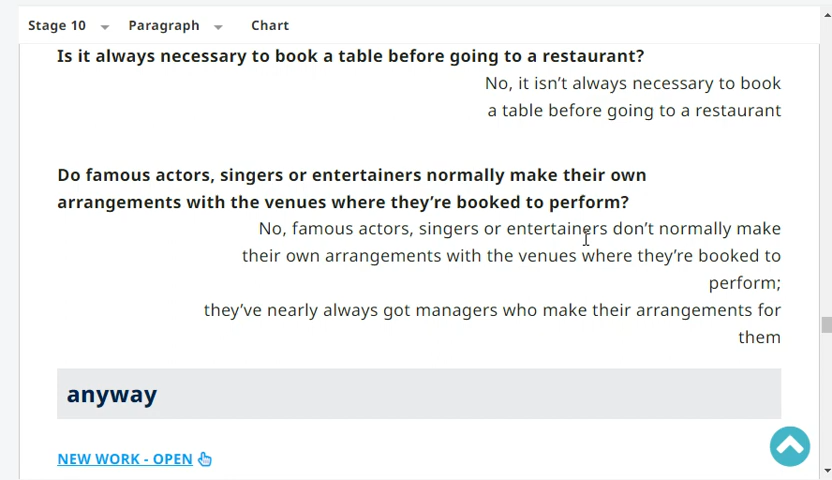 Stage 10 Paragraph Chart
Is it always necessary to book a table before going to a restaurant?
No, it isn’t always necessary to book
a table before going to a restaurant
Do famous actors, singers or entertainers normally make their own
arrangements with the venues where they’re booked to perform?
No, famous actors, singers or entertainers don’t normally make
their own arrangements with the venues where they’re booked to
perform;
they’ve nearly always got managers who make their arrangements for
them
anyway
NEW WORK - OPEN